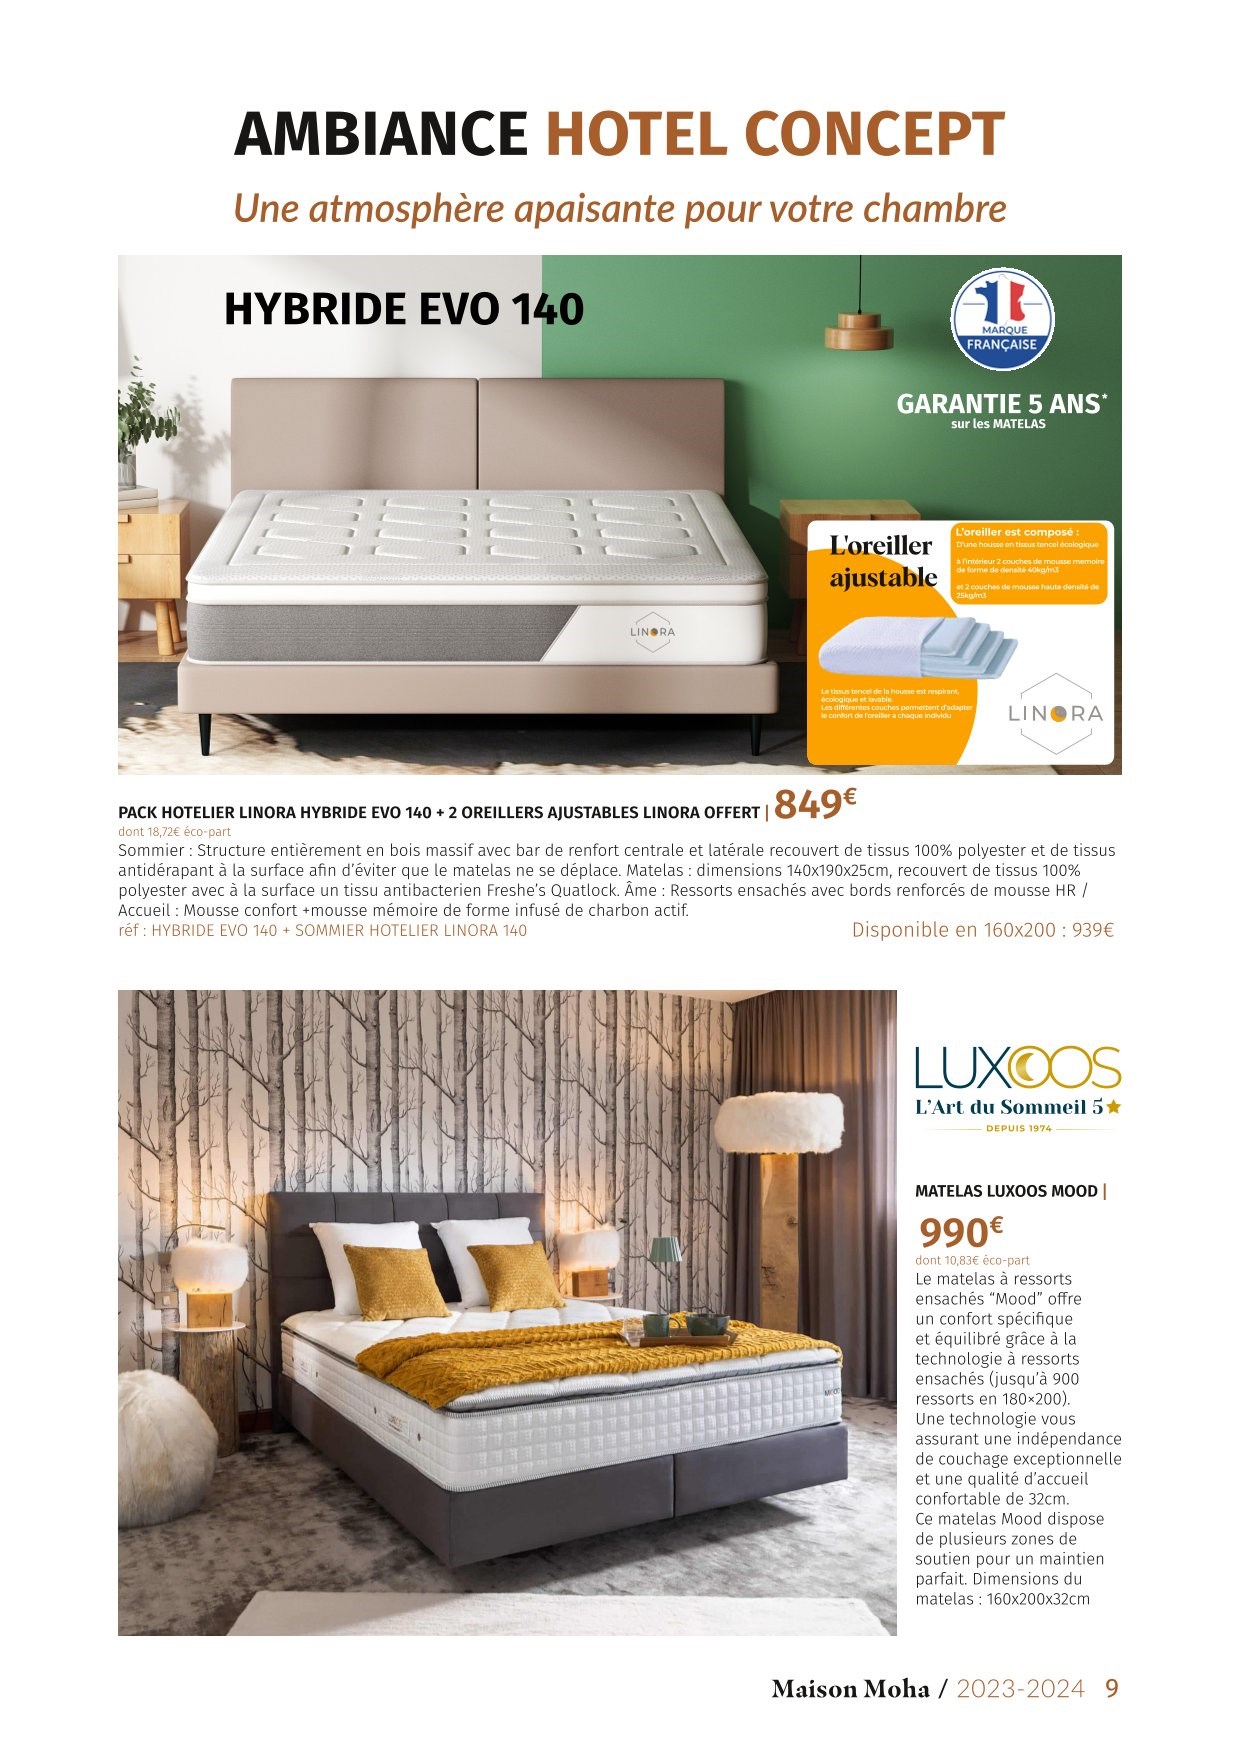 AMBIANCE HOTEL CONCEPT
Une atmosphère apaisante pour votre chambre
HYBRIDE EVO 140
MARQUE
FRANÇAISE
GARANTIE 5 ANS*
sur les MATELAS
L'oreiller
ajustable
L'oreiller est composé :
D'une housse en tissus tencel écologique
à l'intérieur 2 couches de mousse memoire
de forme de densité 40kg/m3
et 2 couches de mousse haute densité de
25kg/m3
LINORA
Le tissus tencel de la housse est respirant,
écologique et lavable.
Les différentes couches permettent d'adapter
le confort de l'oreiller a chaque individu
LINORA
PACK HOTELIER LINORA HYBRIDE EVO 140 + 2 OREILLERS AJUSTABLES LINORA OFFERT | 849€
dont 18,72€ éco-part
Sommier : Structure entièrement en bois massif avec bar de renfort centrale et latérale recouvert de tissus 100% polyester et de tissus
antidérapant à la surface afin d'éviter que le matelas ne se déplace. Matelas : dimensions 140x190x25cm, recouvert de tissus 100%
polyester avec à la surface un tissu antibacterien Freshe's Quatlock. Âme : Ressorts ensachés avec bords renforcés de mousse HR /
Accueil : Mousse confort +mousse mémoire de forme infusé de charbon actif.
réf : HYBRIDE EVO 140 + SOMMIER HOTELIER LINORA 140
Disponible en 160x200 : 939€
LUXOOS
L'Art du Sommeil 5
DEPUIS 1974
MATELAS LUXOOS MOOD |
990€
dont 10,83€ éco-part
Le matelas à ressorts
ensachés “Mood” offre
un confort spécifique
et équilibré grâce à la
technologie à ressorts
ensachés (jusqu'à 900
ressorts en 180×200).
Une technologie vous
assurant une indépendance
de couchage exceptionnelle
et une qualité d'accueil
confortable de 32cm.
Ce matelas Mood dispose
de plusieurs zones de
soutien pour un maintien
parfait. Dimensions du
matelas : 160x200x32cm
Maison Moha / 2023-2024 9